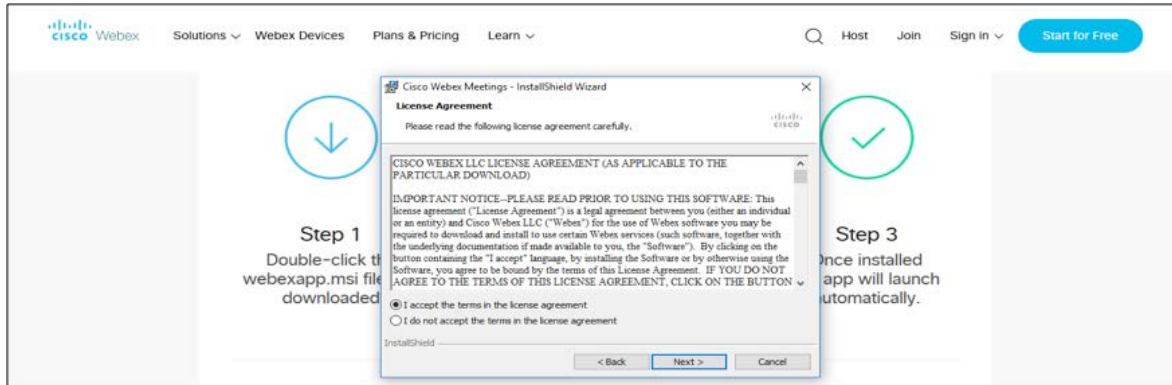 cisco Webex Solutions Webex Devices Plans & Pricing Learn Host Join Sign in Start for Free
Cisco Webex Meetings - InstallShield Wizard
License Agreement
Please read the following license agreement carefully.
cisco
CISCO WEBEX LLC LICENSE AGREEMENT (AS APPLICABLE TO THE
PARTICULAR DOWNLOAD)
IMPORTANT NOTICE--PLEASE READ PRIOR TO USING THIS SOFTWARE: This
license agreement ("License Agreement") is a legal agreement between you (either an individual
or an entity) and Cisco Webex LLC ("Webex") for the use of Webex software you may be
required to download and install to use certain Webex services (such software, together with
the underlying documentation if made available to you, the "Software"). By clicking on the
button containing the "I accept" language, by installing the Software or by otherwise using the
Software, you agree to be bound by the terms of this License Agreement. IF YOU DO NOT
AGREE TO THE TERMS OF THIS LICENSE AGREEMENT, CLICK ON THE BUTTON
I accept the terms in the license agreement
I do not accept the terms in the license agreement
InstallShield
< Back Next > Cancel
Step 1
Double-click
webexapp.msi file
downloaded
Step 3
Once installed
app will launch
automatically.